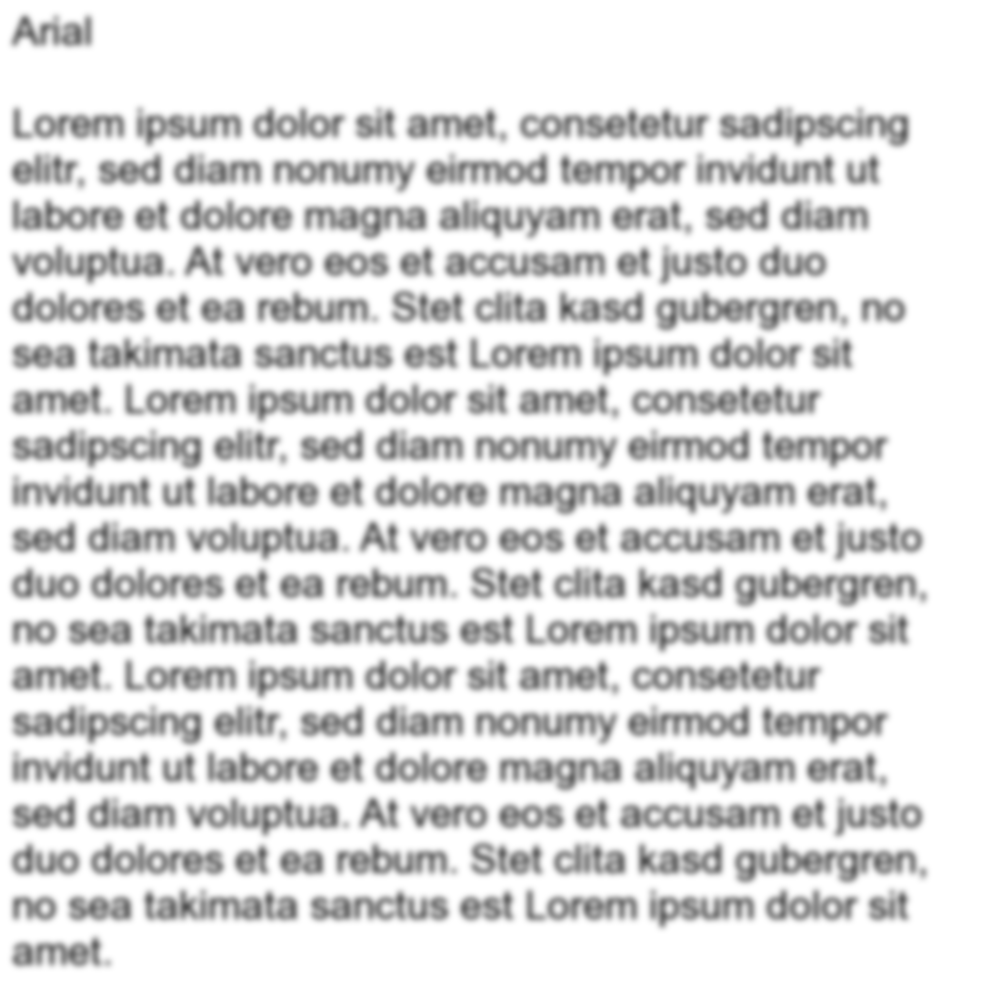 Arial

Lorem ipsum dolor sit amet, consetetur sadipscing
elitr, sed diam nonumy eirmod tempor invidunt ut
labore et dolore magna aliquyam erat, sed diam
voluptua. At vero eos et accusam et justo duo
dolores et ea rebum. Stet clita kasd gubergren, no
sea takimata sanctus est Lorem ipsum dolor sit
amet. Lorem ipsum dolor sit amet, consetetur
sadipscing elitr, sed diam nonumy eirmod tempor
invidunt ut labore et dolore magna aliquyam erat,
sed diam voluptua. At vero eos et accusam et justo
duo dolores et ea rebum. Stet clita kasd gubergren,
no sea takimata sanctus est Lorem ipsum dolor sit
amet. Lorem ipsum dolor sit amet, consetetur
sadipscing elitr, sed diam nonumy eirmod tempor
invidunt ut labore et dolore magna aliquyam erat,
sed diam voluptua. At vero eos et accusam et justo
duo dolores et ea rebum. Stet clita kasd gubergren,
no sea takimata sanctus est Lorem ipsum dolor sit
amet.